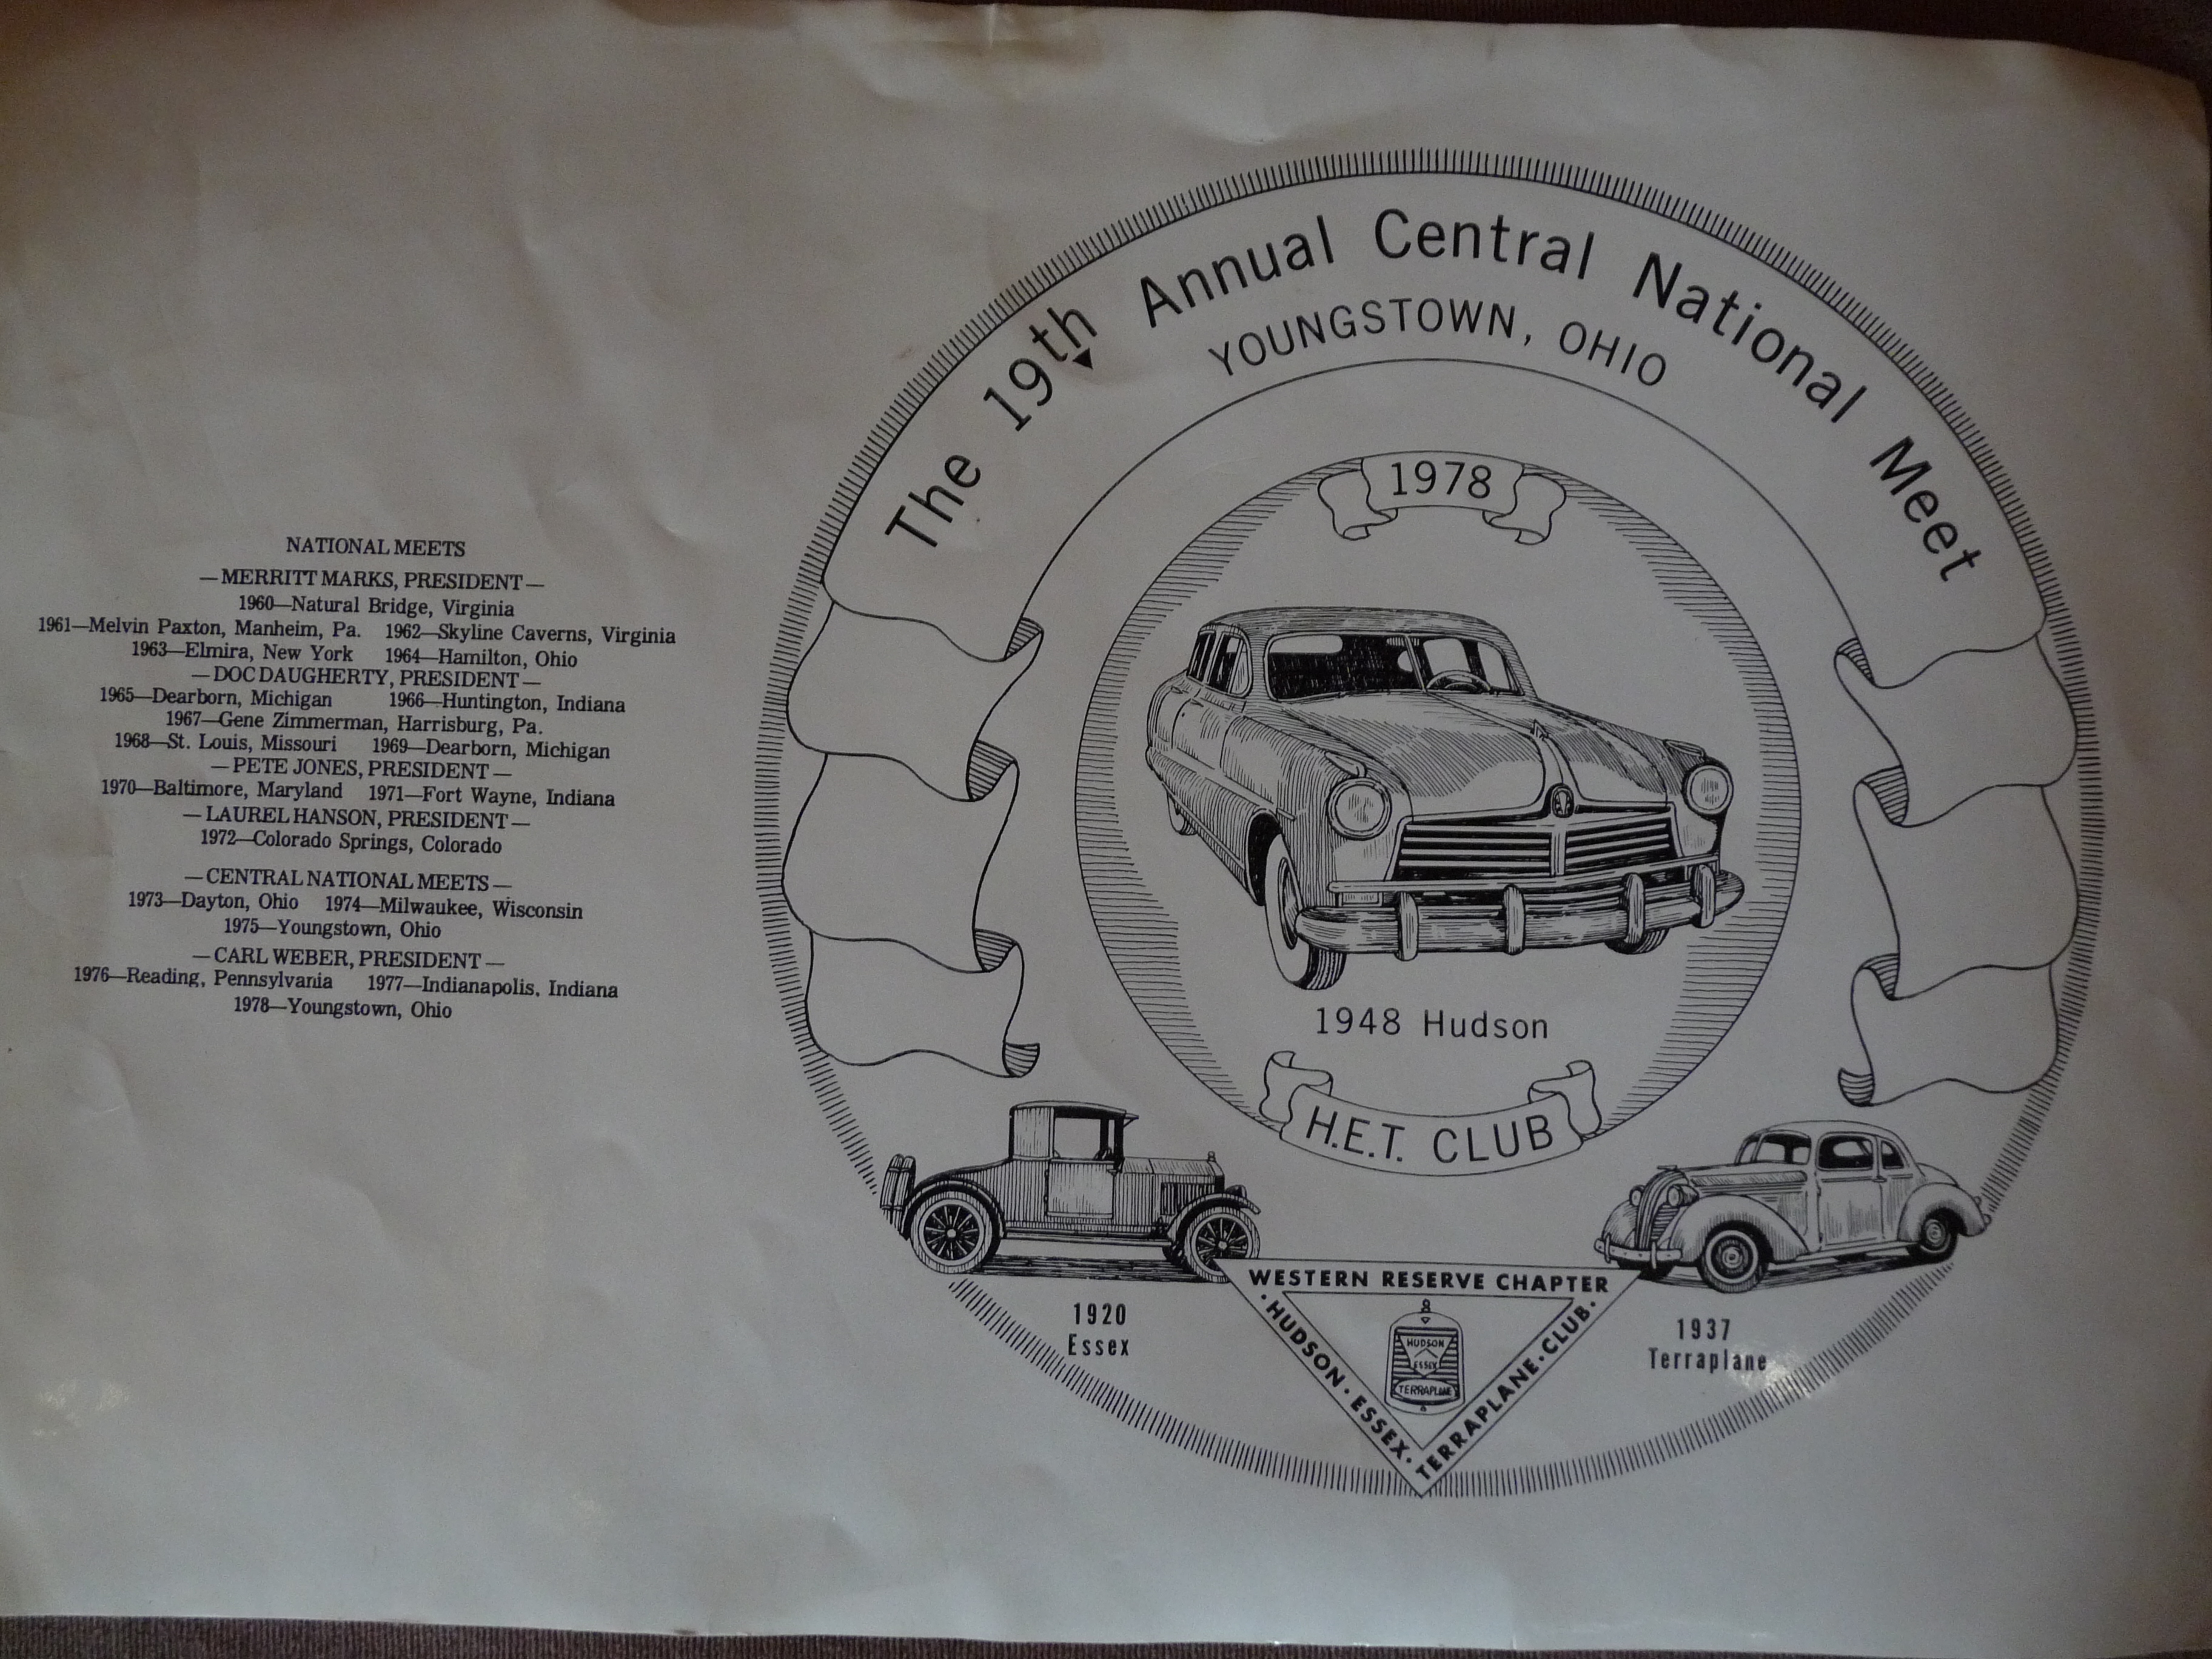 NATIONAL MEETS
—MERRITT MARKS, PRESIDENT—
1960—Natural Bridge, Virginia
1961—Melvin Paxton, Manheim, Pa. 1962—Skyline Caverns, Virginia
1963—Elmira, New York 1964—Hamilton, Ohio
—DOC DAUGHERTY, PRESIDENT—
1965—Dearborn, Michigan 1966—Huntington, Indiana
1967—Gene Zimmerman, Harrisburg, Pa.
1968—St. Louis, Missouri 1969—Dearborn, Michigan
—PETE JONES, PRESIDENT—
1970—Baltimore, Maryland 1971—Fort Wayne, Indiana
—LAUREL HANSON, PRESIDENT—
1972—Colorado Springs, Colorado
—CENTRAL NATIONAL MEETS—
1973—Dayton, Ohio 1974—Milwaukee, Wisconsin
1975—Youngstown, Ohio
—CARL WEBER, PRESIDENT—
1976—Reading, Pennsylvania 1977—Indianapolis, Indiana
1978—Youngstown, Ohio
The 19th Annual Central National Meet
YOUNGSTOWN, OHIO
1978
1948 Hudson
H.E.T. CLUB
1920
Essex
WESTERN RESERVE CHAPTER
·HUDSON·ESSEX·
TERRAPLANE·CLUB·
HUDSON
ESSEX
TERRAPLANE
1937
Terraplane